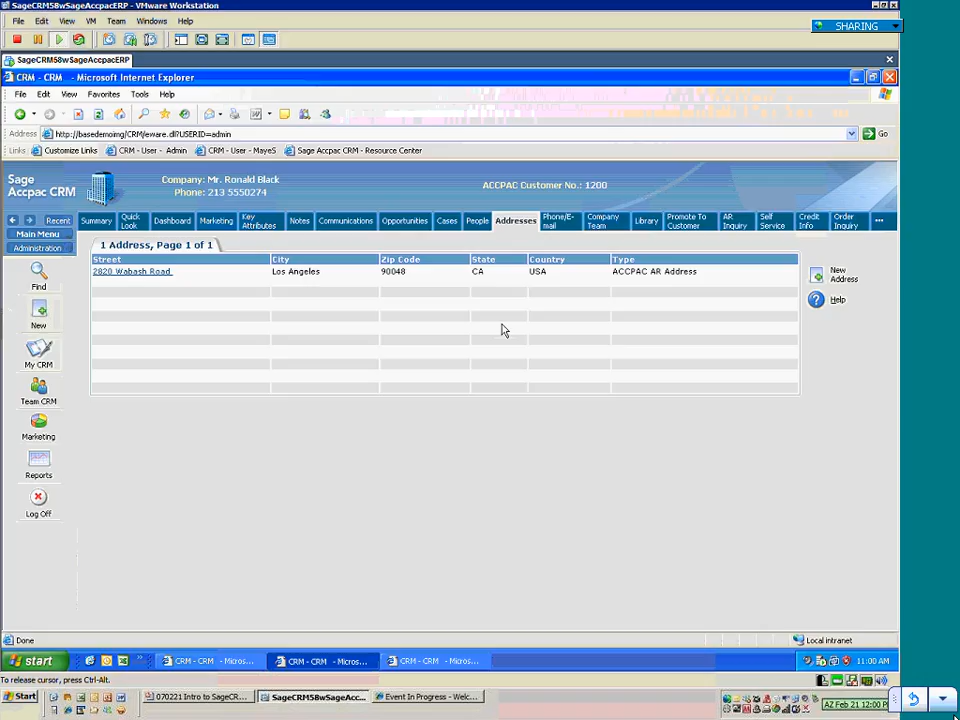 SageCRM58wSageAccpacERP - VMware Workstation
File Edit View VM Team Windows Help
SHARING
SageCRM58wSageAccpacERP
CRM - CRM - Microsoft Internet Explorer
File Edit View Favorites Tools Help
Address http://basedemoimg/CRM/eware.dll?USERID=admin Go
Links Customize Links CRM - User - Admin CRM - User - MayeS Sage Accpac CRM - Resource Center
Sage
Accpac CRM
Company: Mr. Ronald Black
Phone: 213 5550274
ACCPAC Customer No.: 1200
Recent Summary Quick Look Dashboard Marketing Key Attributes Notes Communications Opportunities Cases People Addresses Phone/E-mail Company Team Library Promote To Customer AR Inquiry Self Service Credit Info Order Inquiry
Main Menu
Administration
1 Address, Page 1 of 1
Street City Zip Code State Country Type
2820 Wabash Road Los Angeles 90048 CA USA ACCPAC AR Address
New Address
Help
Find
New
My CRM
Team CRM
Marketing
Reports
Log Off
Done Local intranet
start CRM - CRM - Micros... CRM - CRM - Micros... CRM - CRM - Micros... 11:00 AM
To release cursor, press Ctrl-Alt.
Start 070221 Intro to SageCR... SageCRM58wSageAcc... Event In Progress - Welc... AZ Feb 21 12:00 P